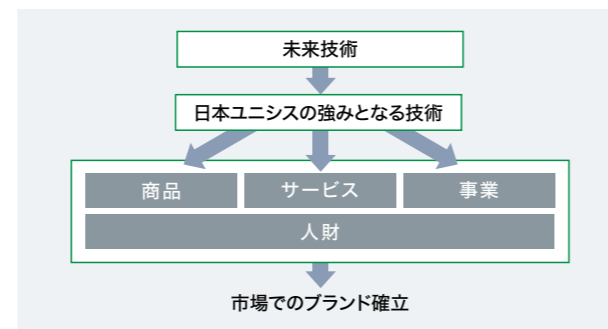 未来技術
日本ユニシスの強みとなる技術
商品 サービス 事業
人財
市場でのブランド確立